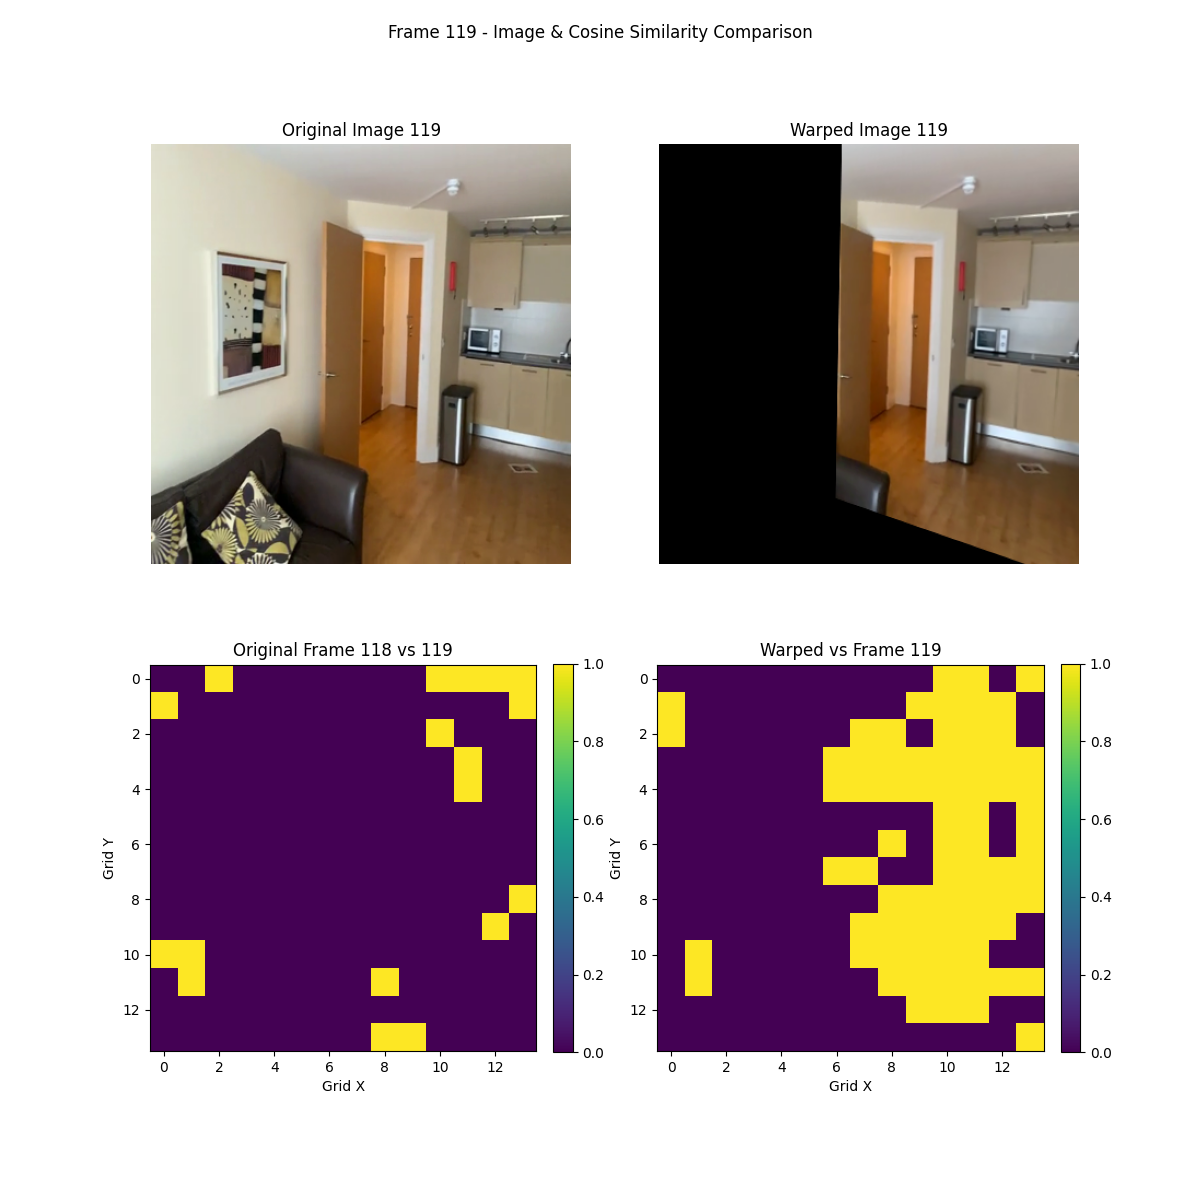 Frame 119 - Image & Cosine Similarity Comparison
Original Image 119
Warped Image 119
Original Frame 118 vs 119
Warped vs Frame 119
0
2
4
6
8
10
12
Grid Y
0 2 4 6 8 10 12
Grid X
1.0
0.8
0.6
0.4
0.2
0.0
0
2
4
6
8
10
12
Grid Y
0 2 4 6 8 10 12
Grid X
1.0
0.8
0.6
0.4
0.2
0.0